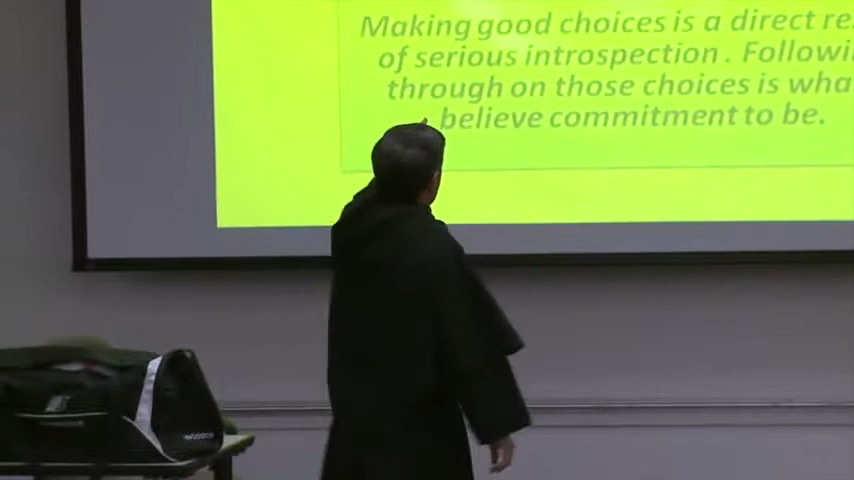 Making good choices is a direct re
of serious introspection . Followi
through on those choices is wha
believe commitment to be.